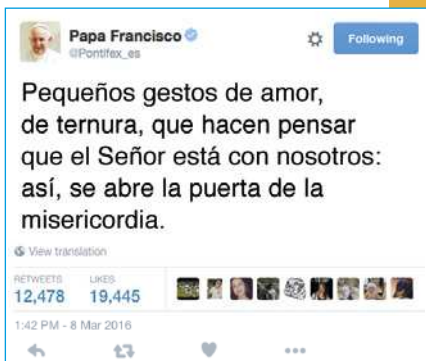 Papa Francisco
@Pontifex_es
Following
Pequeños gestos de amor,
de ternura, que hacen pensar
que el Señor está con nosotros:
así, se abre la puerta de la
misericordia.
View translation
RETWEETS LIKES
12,478 19,445
1:42 PM - 8 Mar 2016